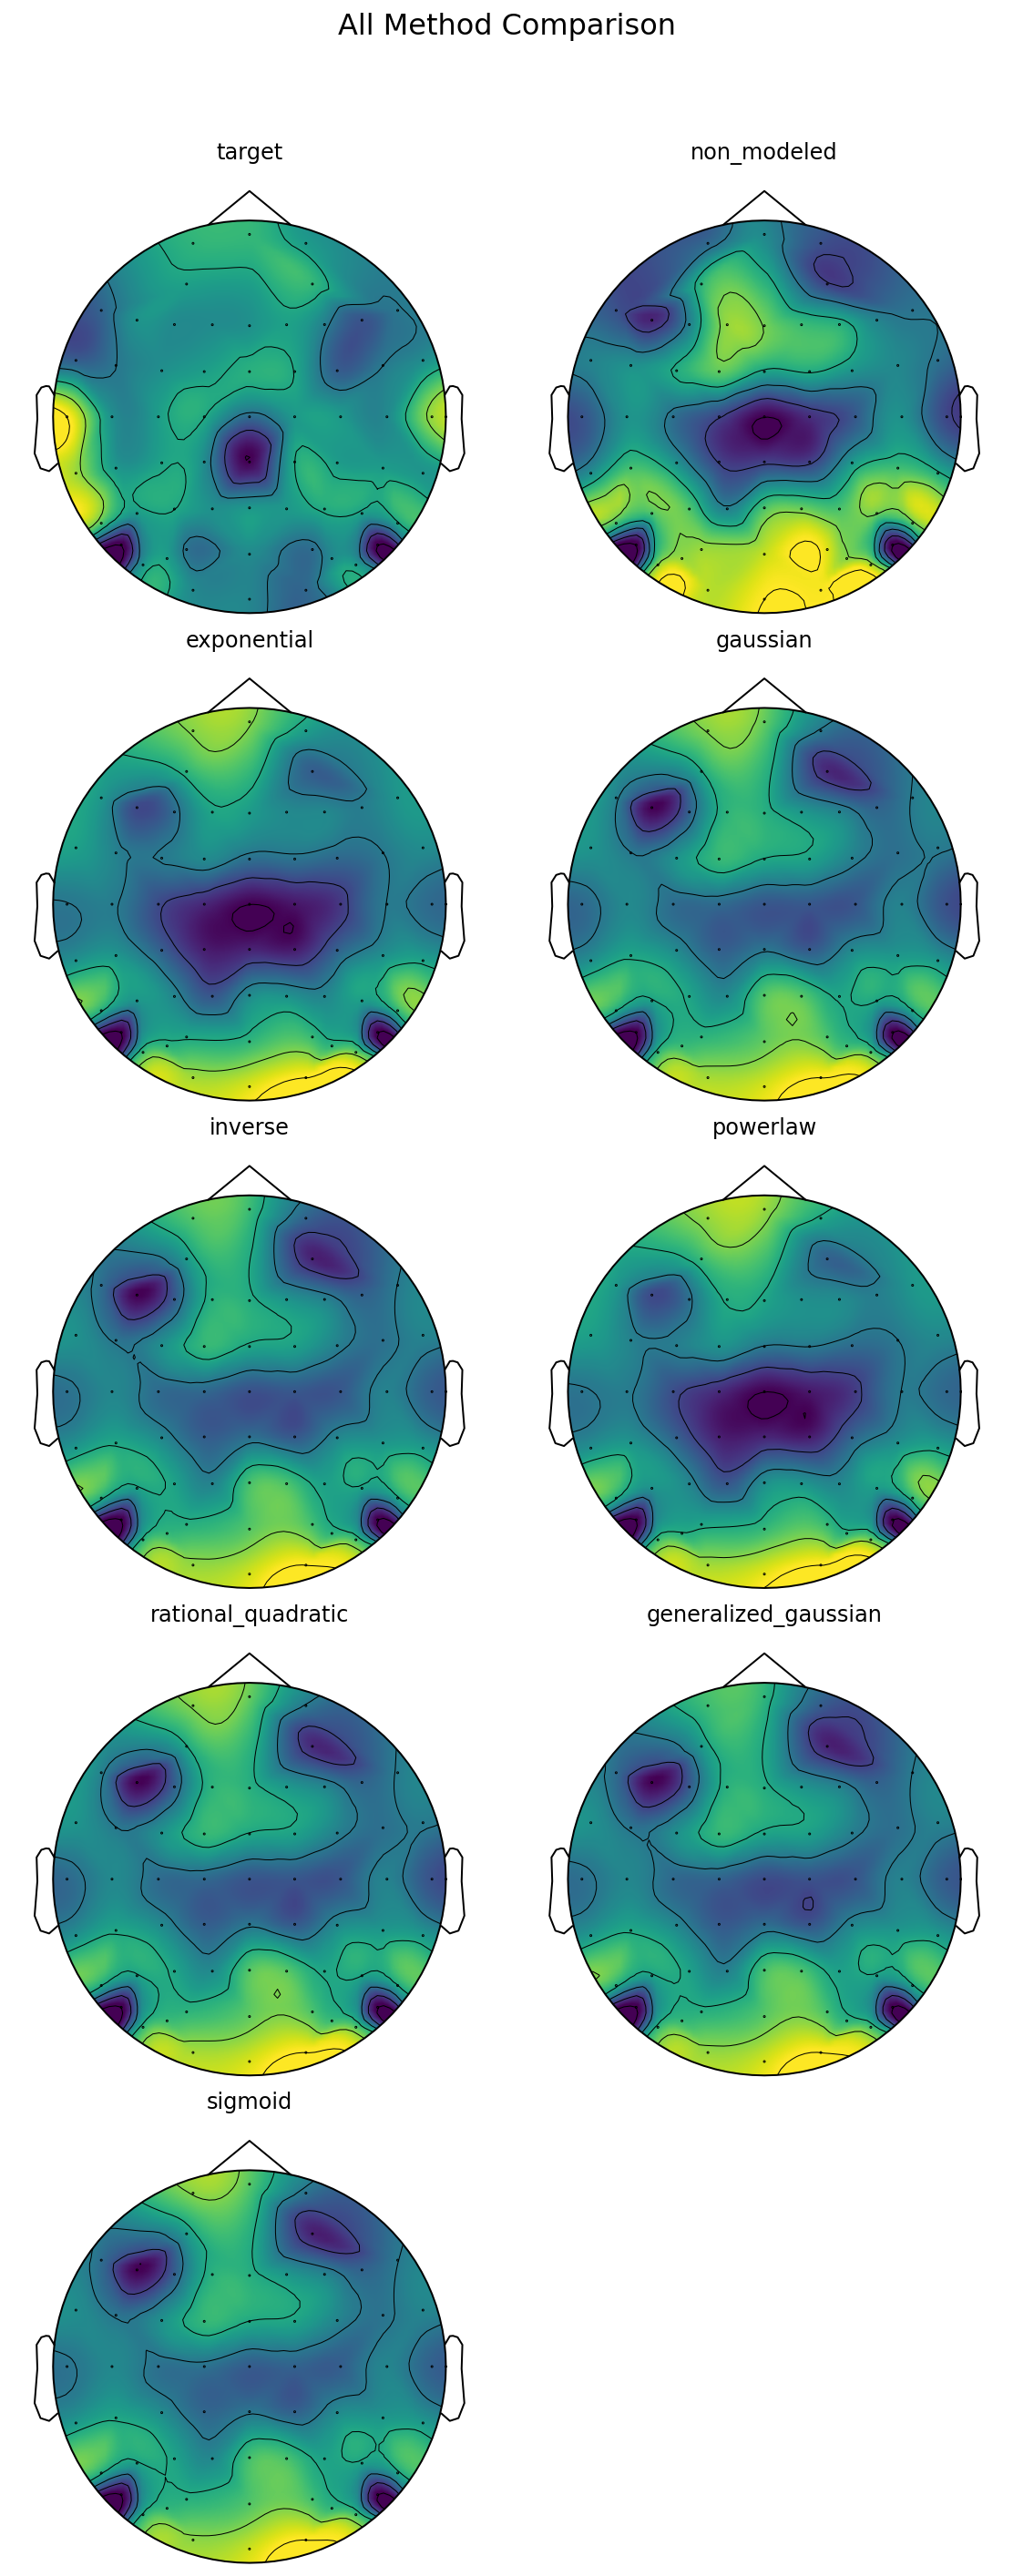 All Method Comparison
target
non_modeled
exponential
gaussian
inverse
powerlaw
rational_quadratic
generalized_gaussian
sigmoid